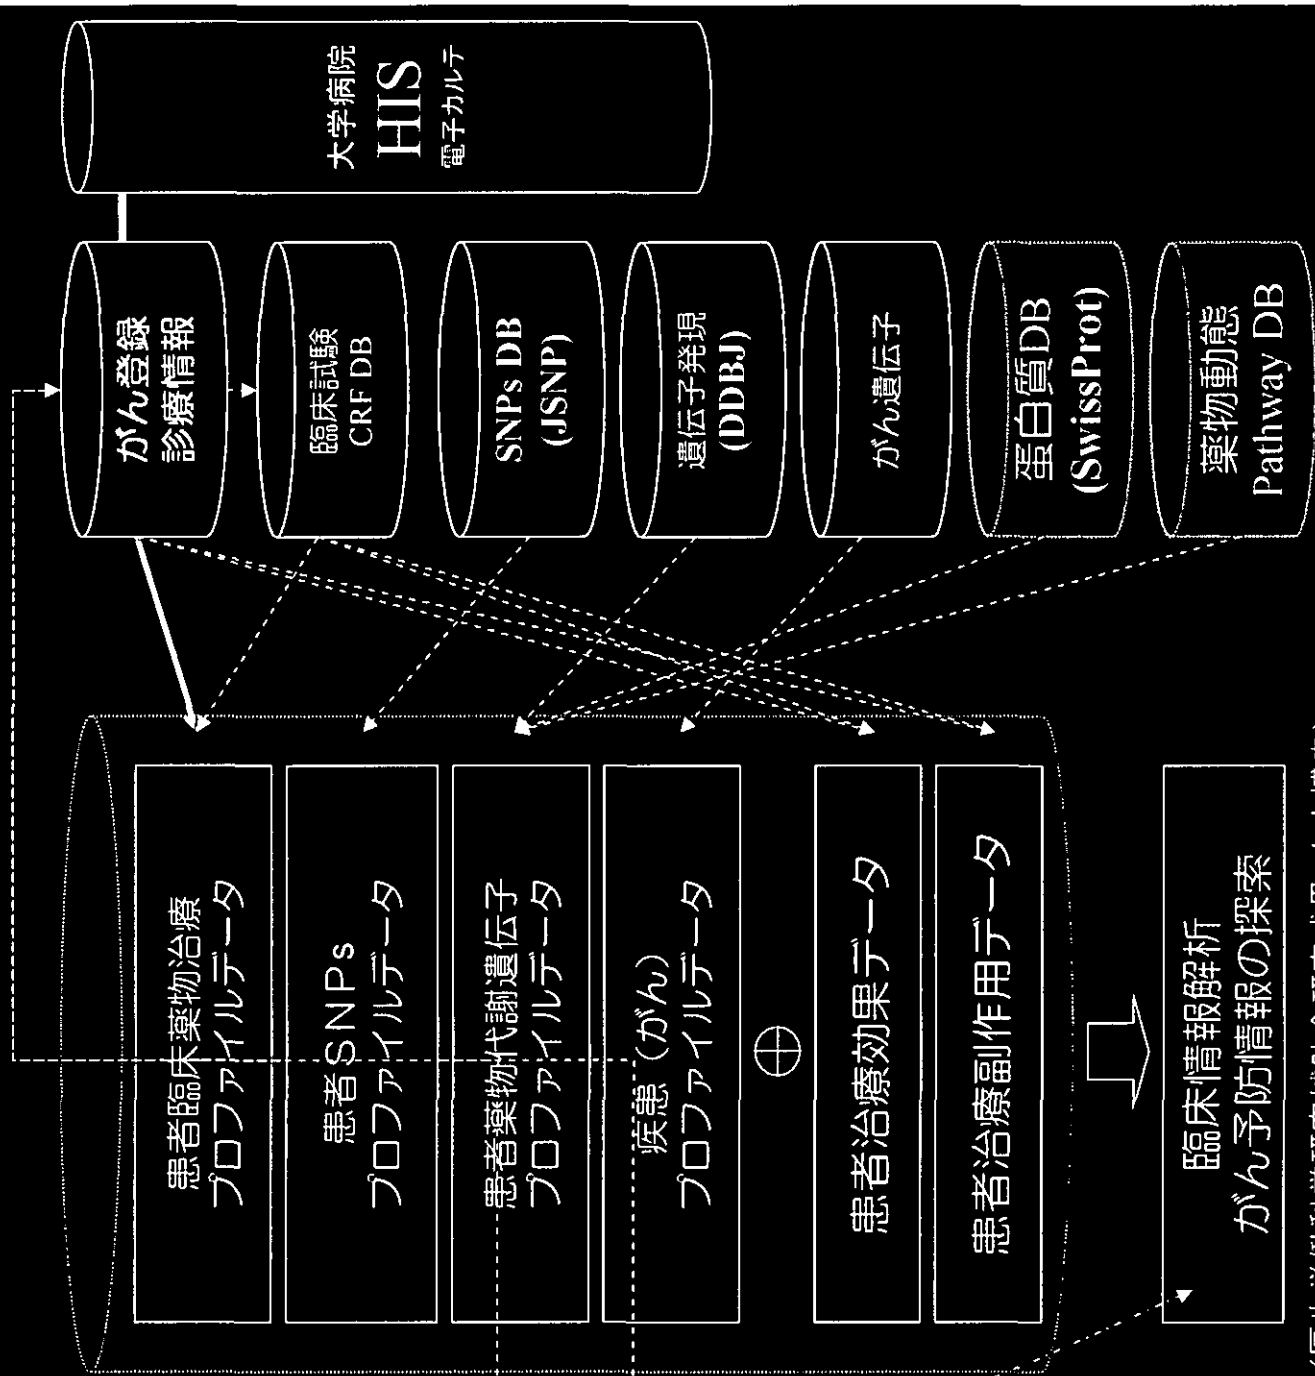 大学病院
HIS
電子カルテ
がん登録
診療情報
臨床試験
CRF DB
SNPs DB
(JSNP)
遺伝子発現
(DDBJ)
がん遺伝子
蛋白質DB
(SwissProt)
薬物動態
Pathway DB
患者臨床薬物治療
プロファイルデータ
患者SNPs
プロファイルデータ
患者薬物代謝遺伝子
プロファイルデータ
疾患(がん)
プロファイルデータ
患者治療効果データ
患者治療副作用データ
臨床情報解析
がん予防情報の探索